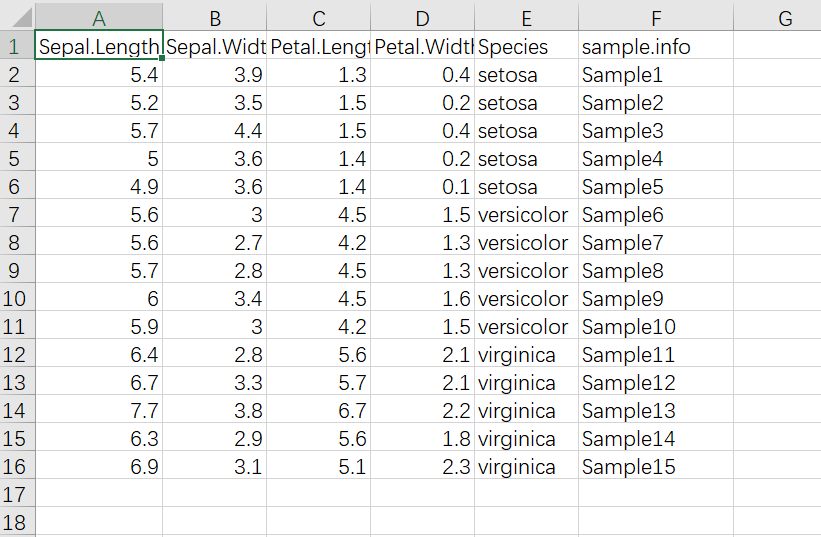 A B C D E F G
1 Sepal.Length Sepal.Widt Petal.Leng Petal.Width Species sample.info
2 5.4 3.9 1.3 0.4 setosa Sample1
3 5.2 3.5 1.5 0.2 setosa Sample2
4 5.7 4.4 1.5 0.4 setosa Sample3
5 5 3.6 1.4 0.2 setosa Sample4
6 4.9 3.6 1.4 0.1 setosa Sample5
7 5.6 3 4.5 1.5 versicolor Sample6
8 5.6 2.7 4.2 1.3 versicolor Sample7
9 5.7 2.8 4.5 1.3 versicolor Sample8
10 6 3.4 4.5 1.6 versicolor Sample9
11 5.9 3 4.2 1.5 versicolor Sample10
12 6.4 2.8 5.6 2.1 virginica Sample11
13 6.7 3.3 5.7 2.1 virginica Sample12
14 7.7 3.8 6.7 2.2 virginica Sample13
15 6.3 2.9 5.6 1.8 virginica Sample14
16 6.9 3.1 5.1 2.3 virginica Sample15
17
18